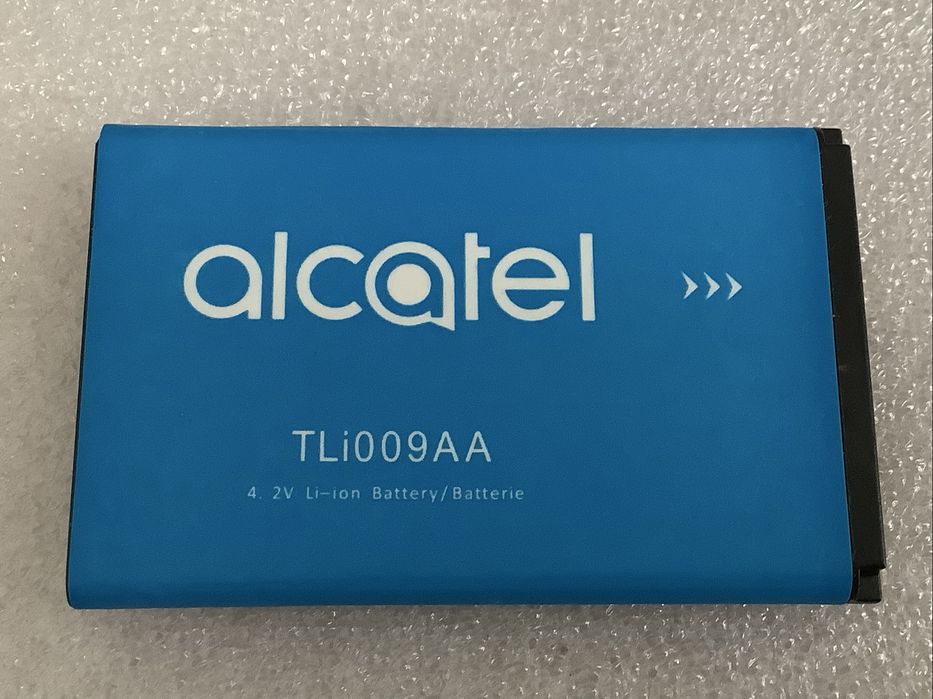 alcatel
TLi009AA
4.2V Li-ion Battery/Batterie